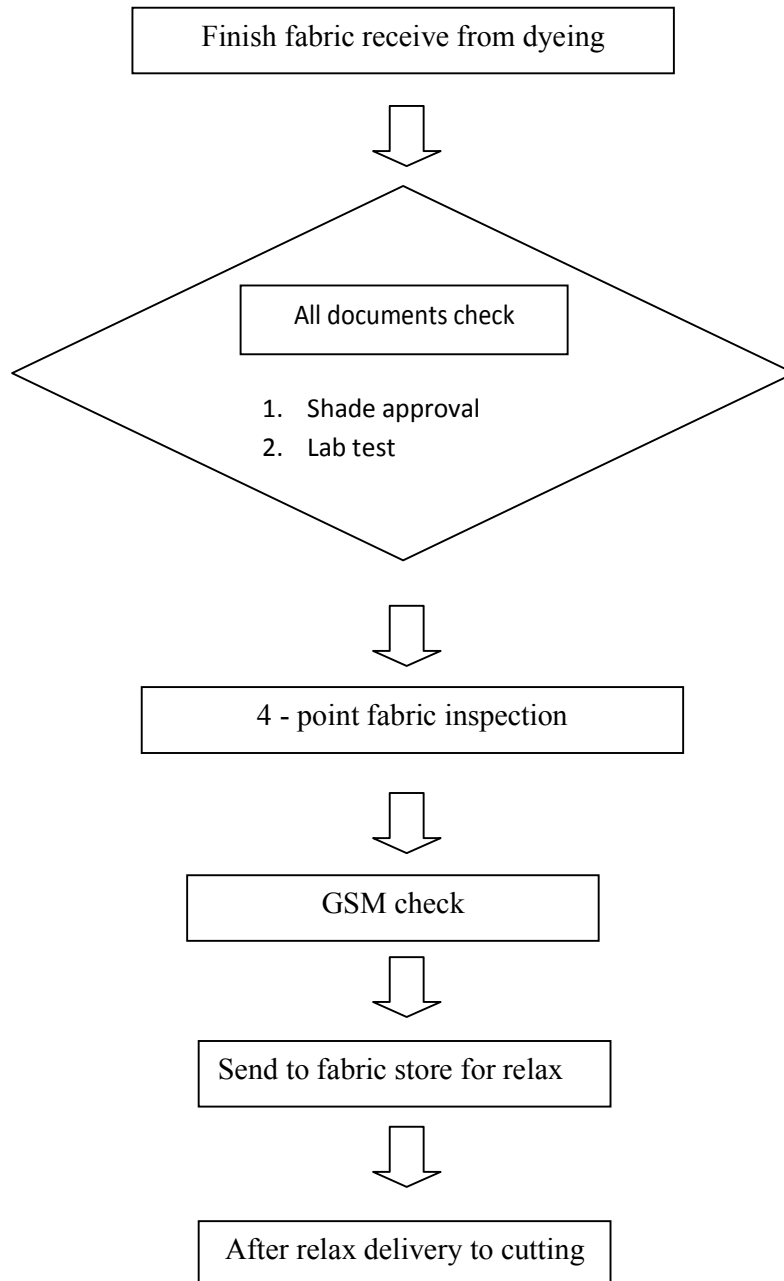 Finish fabric receive from dyeing
All documents check
1. Shade approval
2. Lab test
4 - point fabric inspection
GSM check
Send to fabric store for relax
After relax delivery to cutting